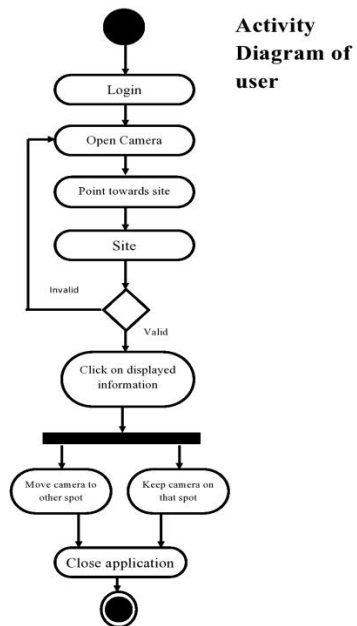 Activity
Diagram of
user
Login
Open Camera
Point towards site
Site
Invalid
Valid
Click on displayed
information
Move camera to
other spot
Keep camera on
that spot
Close application